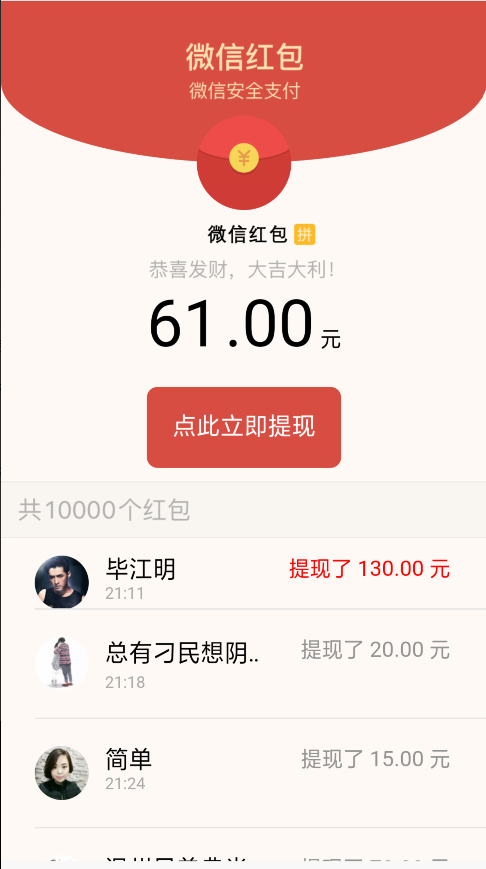 微信红包
微信安全支付
¥
微信红包 拼
恭喜发财，大吉大利！
61.00 元
点此立即提现
共10000个红包
毕江明 提现了 130.00 元
21:11
总有刁民想阴.. 提现了 20.00 元
21:18
简单 提现了 15.00 元
21:24